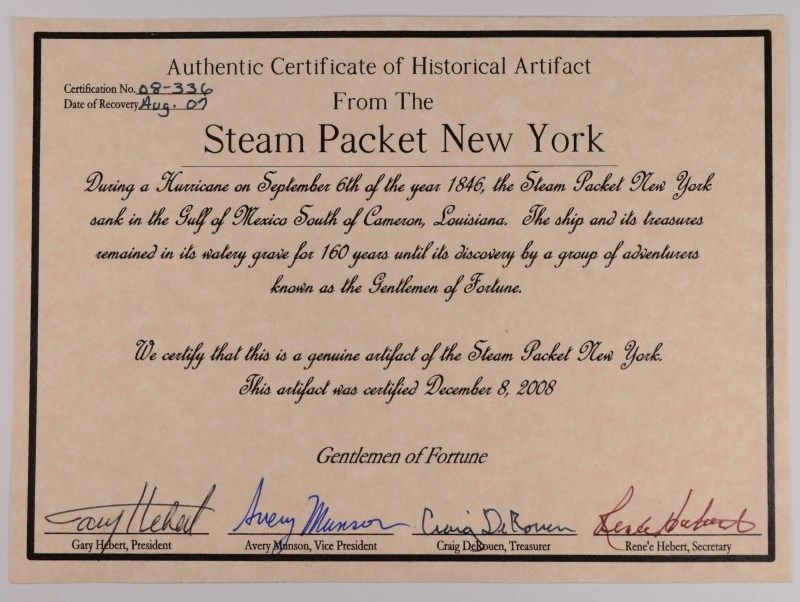 Authentic Certificate of Historical Artifact
Certification No. 08-336
Date of Recovery Aug. 07
From The
Steam Packet New York
During a Hurricane on September 6th of the year 1846, the Steam Packet New York
sank in the Gulf of Mexico South of Cameron, Louisiana. The ship and its treasures
remained in its watery grave for 160 years until its discovery by a group of adventurers
known as the Gentlemen of Fortune.
We certify that this is a genuine artifact of the Steam Packet New York.
This artifact was certified December 8, 2008
Gentlemen of Fortune
Gary Hebert Avery Munson Craig DeRouen Rene'e Hebert
Gary Hebert, President Avery Munson, Vice President Craig DeRouen, Treasurer Rene'e Hebert, Secretary